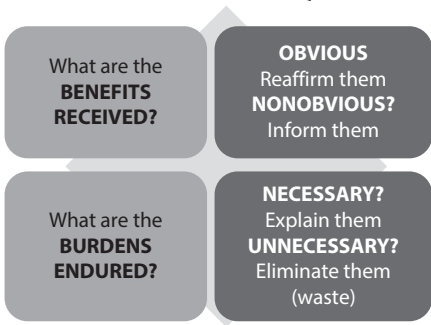 What are the
BENEFITS
RECEIVED?
OBVIOUS
Reaffirm them
NONOBVIOUS?
Inform them
What are the
BURDENS
ENDURED?
NECESSARY?
Explain them
UNNECESSARY?
Eliminate them
(waste)